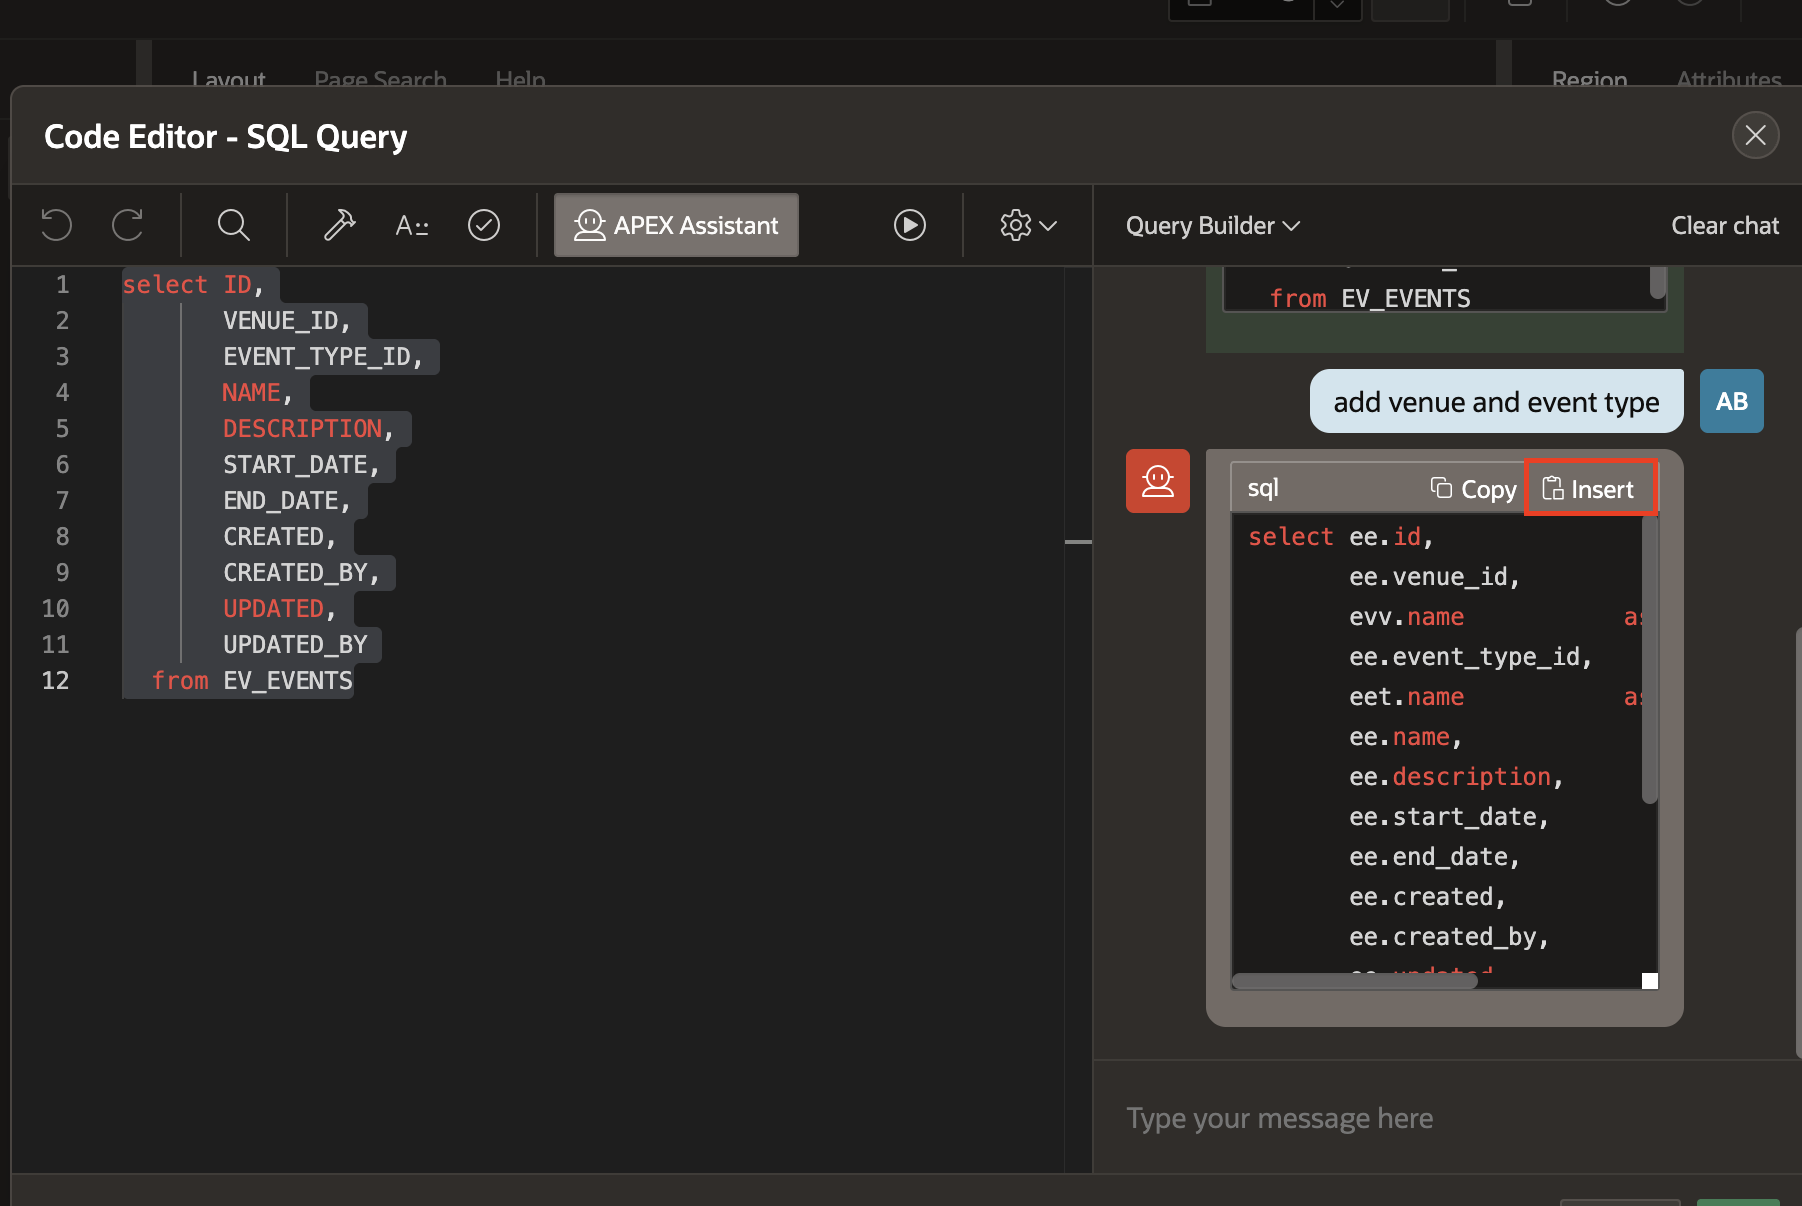 Layout Page Search Help Region Attributes
Code Editor - SQL Query
APEX Assistant
Query Builder
Clear chat
1 select ID,
2 VENUE_ID,
3 EVENT_TYPE_ID,
4 NAME,
5 DESCRIPTION,
6 START_DATE,
7 END_DATE,
8 CREATED,
9 CREATED_BY,
10 UPDATED,
11 UPDATED_BY
12 from EV_EVENTS
from EV_EVENTS
add venue and event type
AB
sql Copy Insert
select ee.id,
ee.venue_id,
evv.name as
ee.event_type_id,
eet.name as
ee.name,
ee.description,
ee.start_date,
ee.end_date,
ee.created,
ee.created_by,
ee.updated
Type your message here